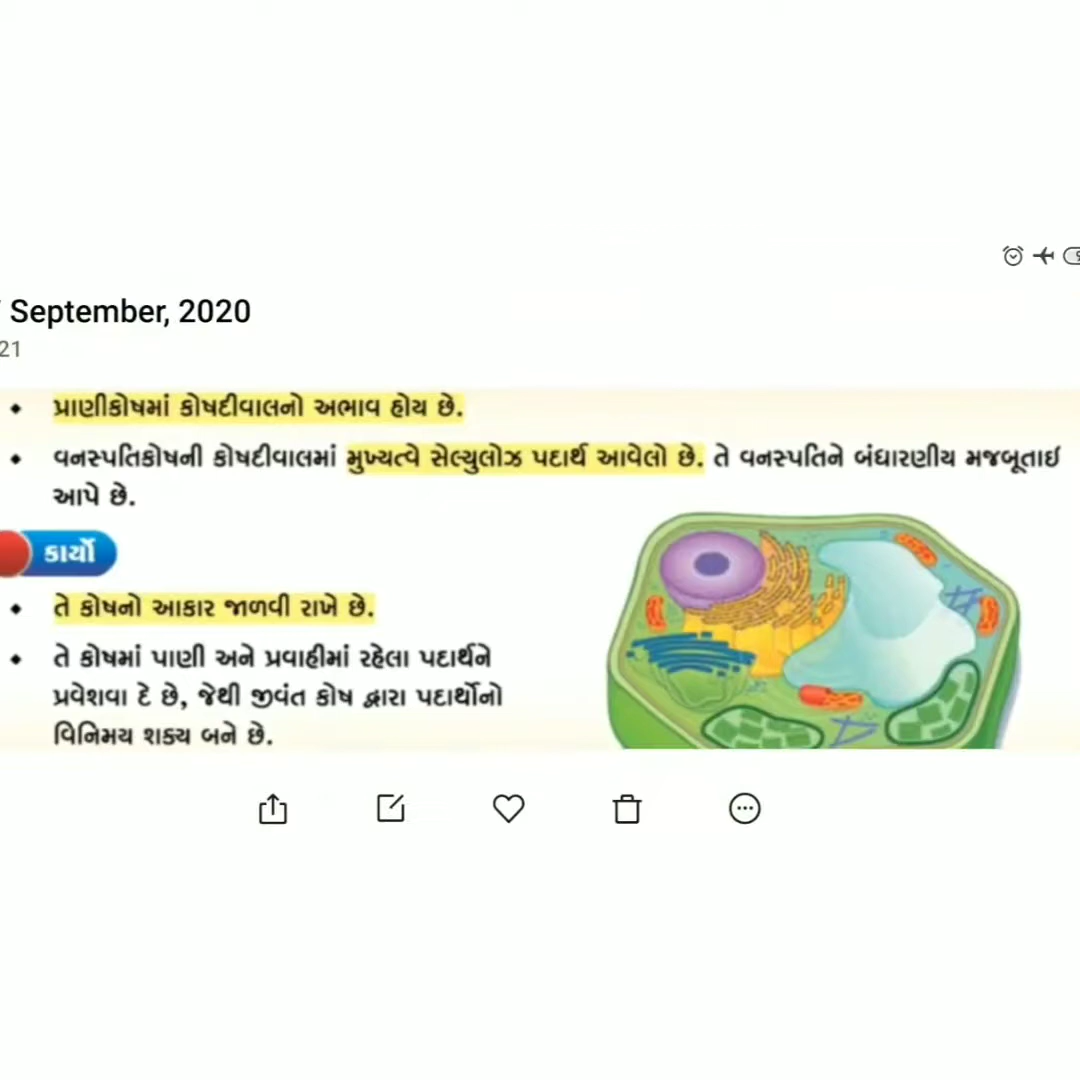 September, 2020
21
પ્રાણીકોષમાં કોષદીવાલનો અભાવ હોય છે.
વનસ્પતિકોષની કોષદીવાલમાં મુખ્યત્વે સેલ્યુલોઝ પદાર્થ આવેલો છે. તે વનસ્પતિને બંધારણીય મજબૂતાઈ
આપે છે.
કાર્યો
તે કોષનો આકાર જાળવી રાખે છે.
તે કોષમાં પાણી અને પ્રવાહીમાં રહેલા પદાર્થને
પ્રવેશવા દે છે, જેથી જીવંત કોષ દ્વારા પદાર્થોનો
વિનિમય શક્ય બને છે.